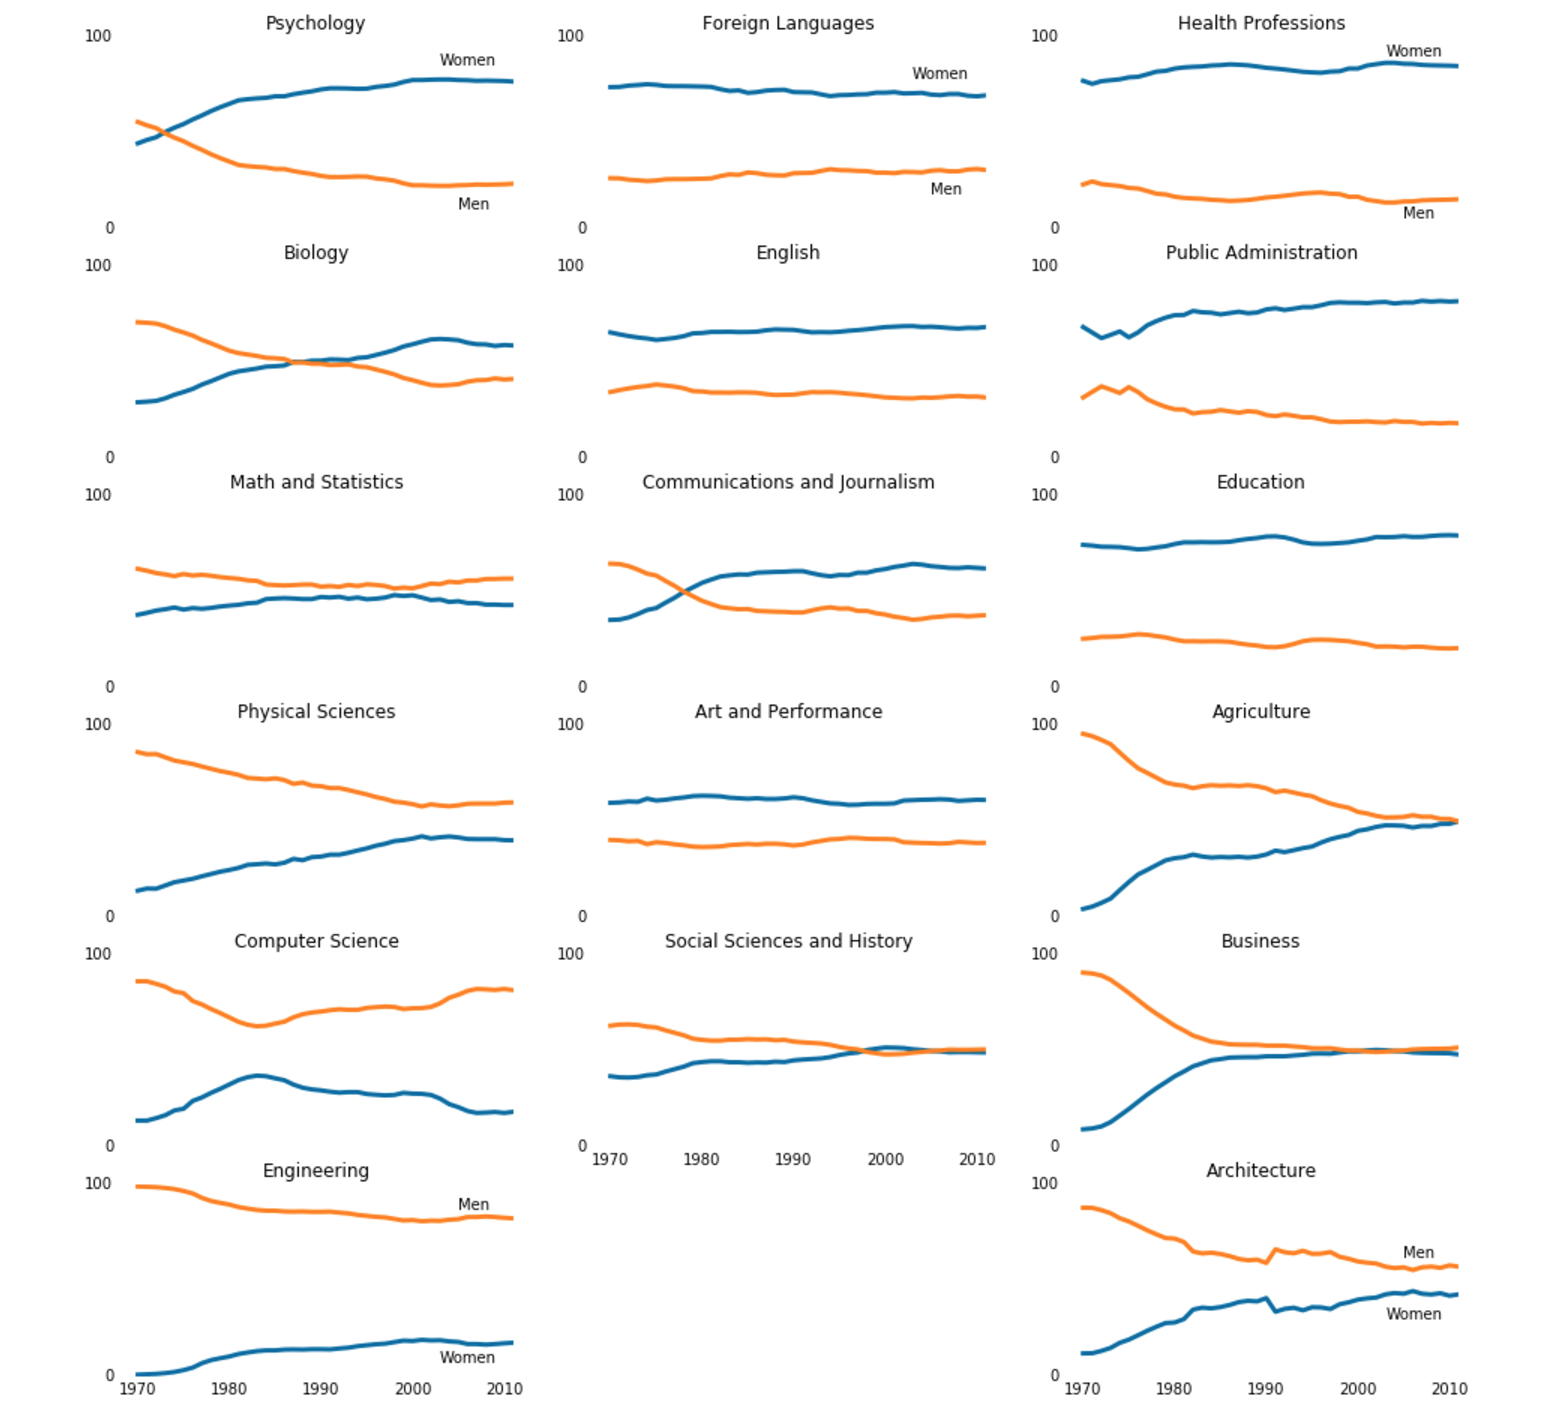 Psychology
100
Women
Men
0
Foreign Languages
100
Women
Men
0
Health Professions
100
Women
Men
0
Biology
100
0
English
100
0
Public Administration
100
0
Math and Statistics
100
0
Communications and Journalism
100
0
Education
100
0
Physical Sciences
100
0
Art and Performance
100
0
Agriculture
100
0
Computer Science
100
0
Social Sciences and History
100
0
1970 1980 1990 2000 2010
Business
100
0
Engineering
100
Men
Women
0
1970 1980 1990 2000 2010
Architecture
100
Men
Women
0
1970 1980 1990 2000 2010